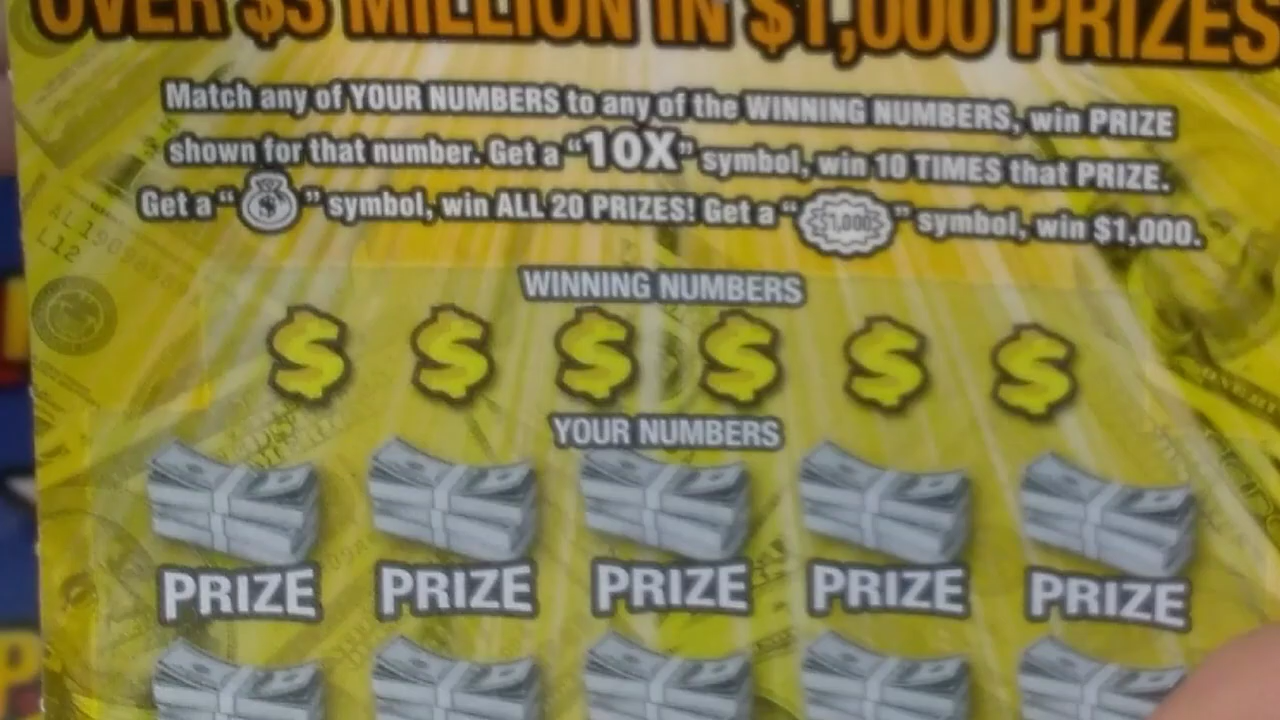 OVER $3 MILLION IN $1,000 PRIZES
Match any of YOUR NUMBERS to any of the WINNING NUMBERS, win PRIZE
shown for that number. Get a "10X" symbol, win 10 TIMES that PRIZE.
Get a " " symbol, win ALL 20 PRIZES! Get a "$1,000" symbol, win $1,000.
AL1909
L12
WINNING NUMBERS
$ $ $ $ $ $
YOUR NUMBERS
PRIZE PRIZE PRIZE PRIZE PRIZE